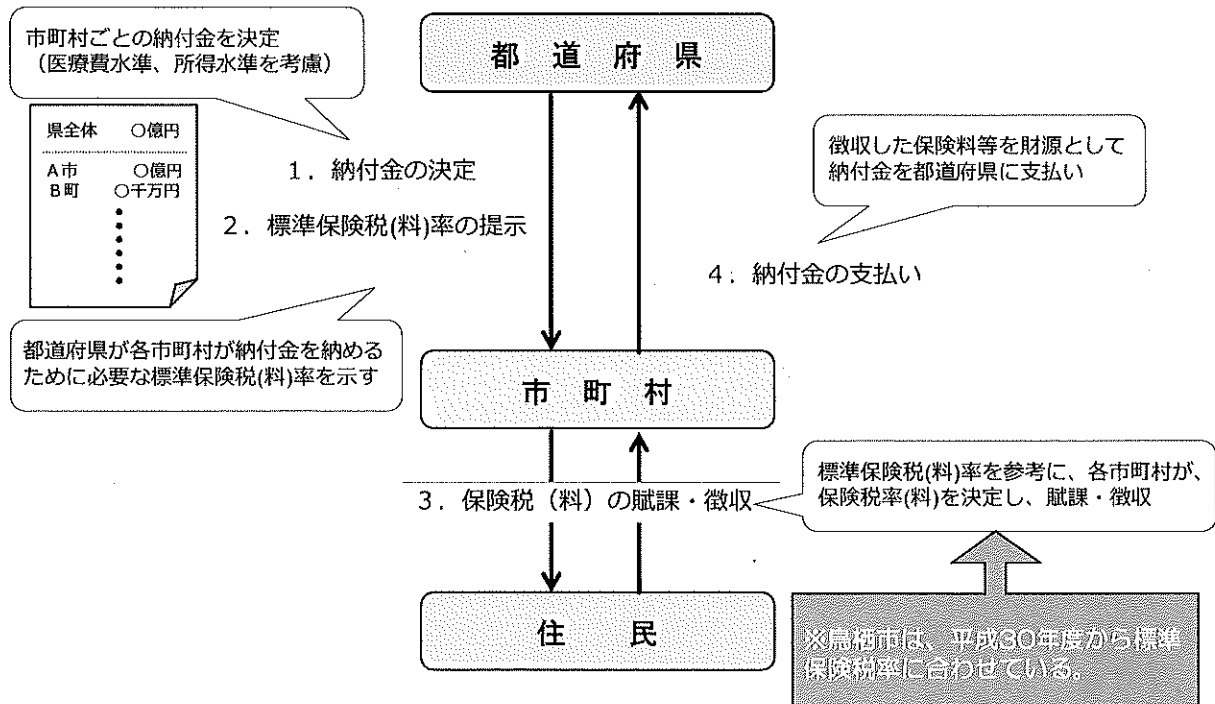 市町村ごとの納付金を決定
（医療費水準、所得水準を考慮）
都道府県
県全体 ○億円
A市 ○億円
B町 ○千万円
1．納付金の決定
2．標準保険税(料)率の提示
徴収した保険料等を財源として
納付金を都道府県に支払い
4．納付金の支払い
都道府県が各市町村が納付金を納める
ために必要な標準保険税(料)率を示す
市町村
3．保険税（料）の賦課・徴収
標準保険税(料)率を参考に、各市町村が、
保険税率(料)を決定し、賦課・徴収
住民
※鳥栖市は、平成30年度から標準
保険税率に合わせている。